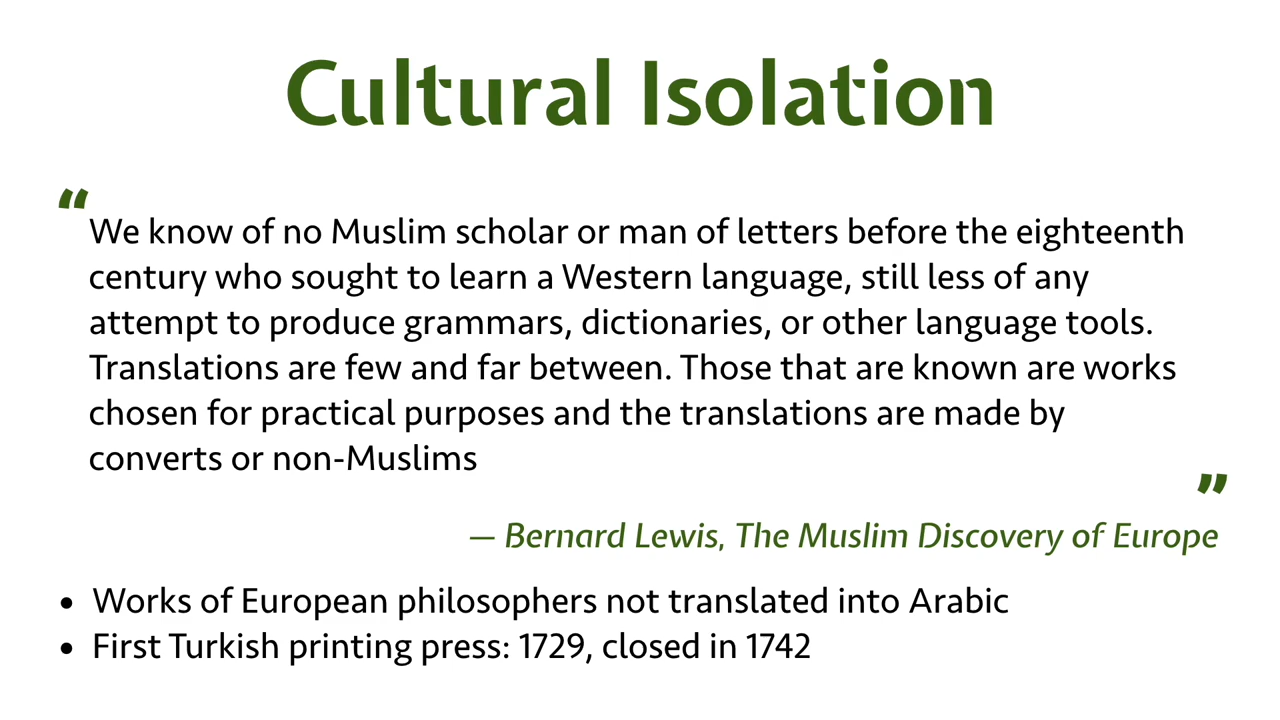 Cultural Isolation
“
We know of no Muslim scholar or man of letters before the eighteenth
century who sought to learn a Western language, still less of any
attempt to produce grammars, dictionaries, or other language tools.
Translations are few and far between. Those that are known are works
chosen for practical purposes and the translations are made by
converts or non-Muslims
”
— Bernard Lewis, The Muslim Discovery of Europe
• Works of European philosophers not translated into Arabic
• First Turkish printing press: 1729, closed in 1742